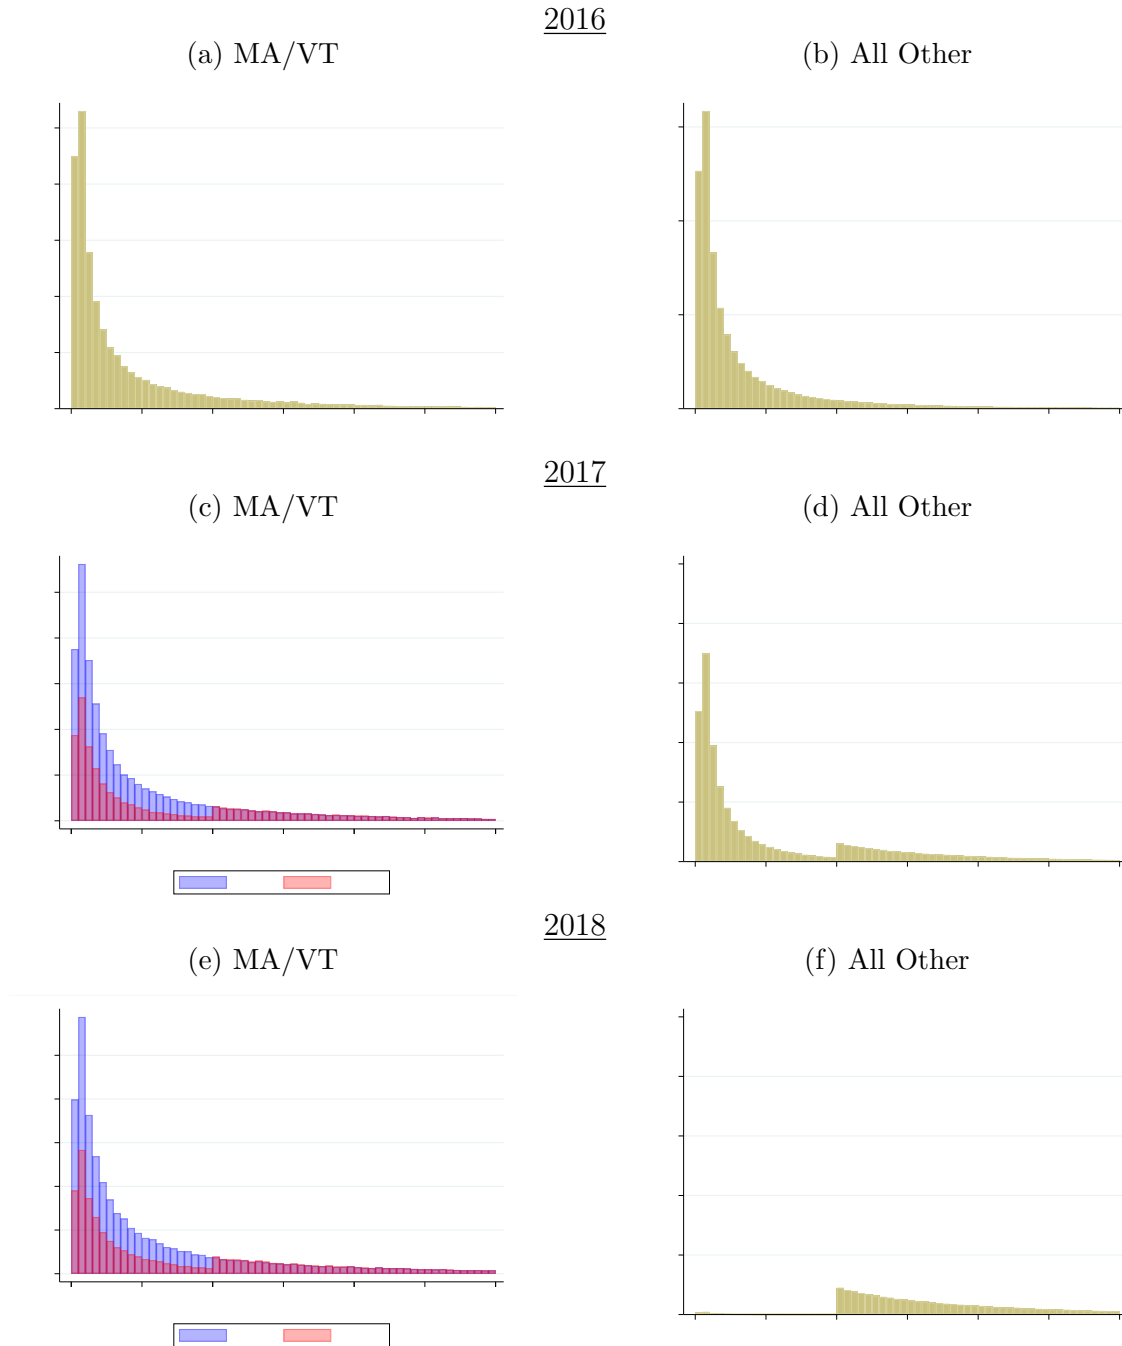 2016
(a) MA/VT
(b) All Other
2017
(c) MA/VT
(d) All Other
2018
(e) MA/VT
(f) All Other